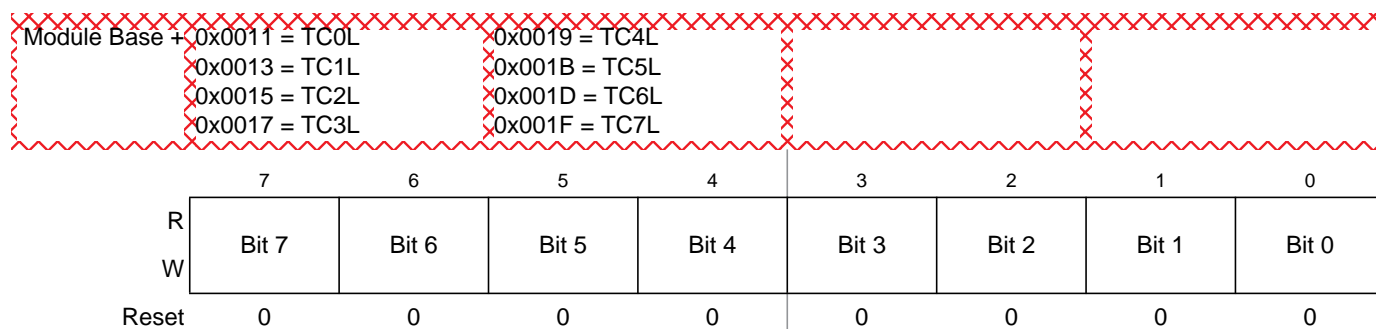 Module Base + 0x0011 = TC0L 0x0019 = TC4L
0x0013 = TC1L 0x001B = TC5L
0x0015 = TC2L 0x001D = TC6L
0x0017 = TC3L 0x001F = TC7L
7 6 5 4 3 2 1 0
R
Bit 7 Bit 6 Bit 5 Bit 4 Bit 3 Bit 2 Bit 1 Bit 0
W
Reset 0 0 0 0 0 0 0 0